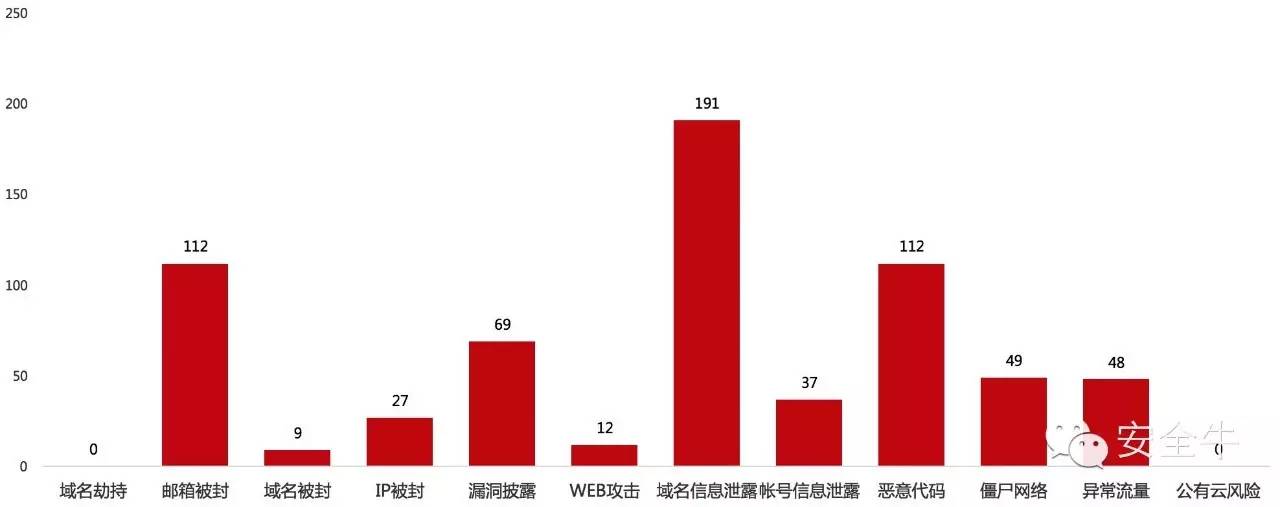 250
200
150
100
50
0
0
112
9
27
69
12
191
37
112
49
48
0
域名劫持
邮箱被封
域名被封
IP被封
漏洞披露
WEB攻击
域名信息泄露
帐号信息泄露
恶意代码
僵尸网络
异常流量
公有云风险
安全牛